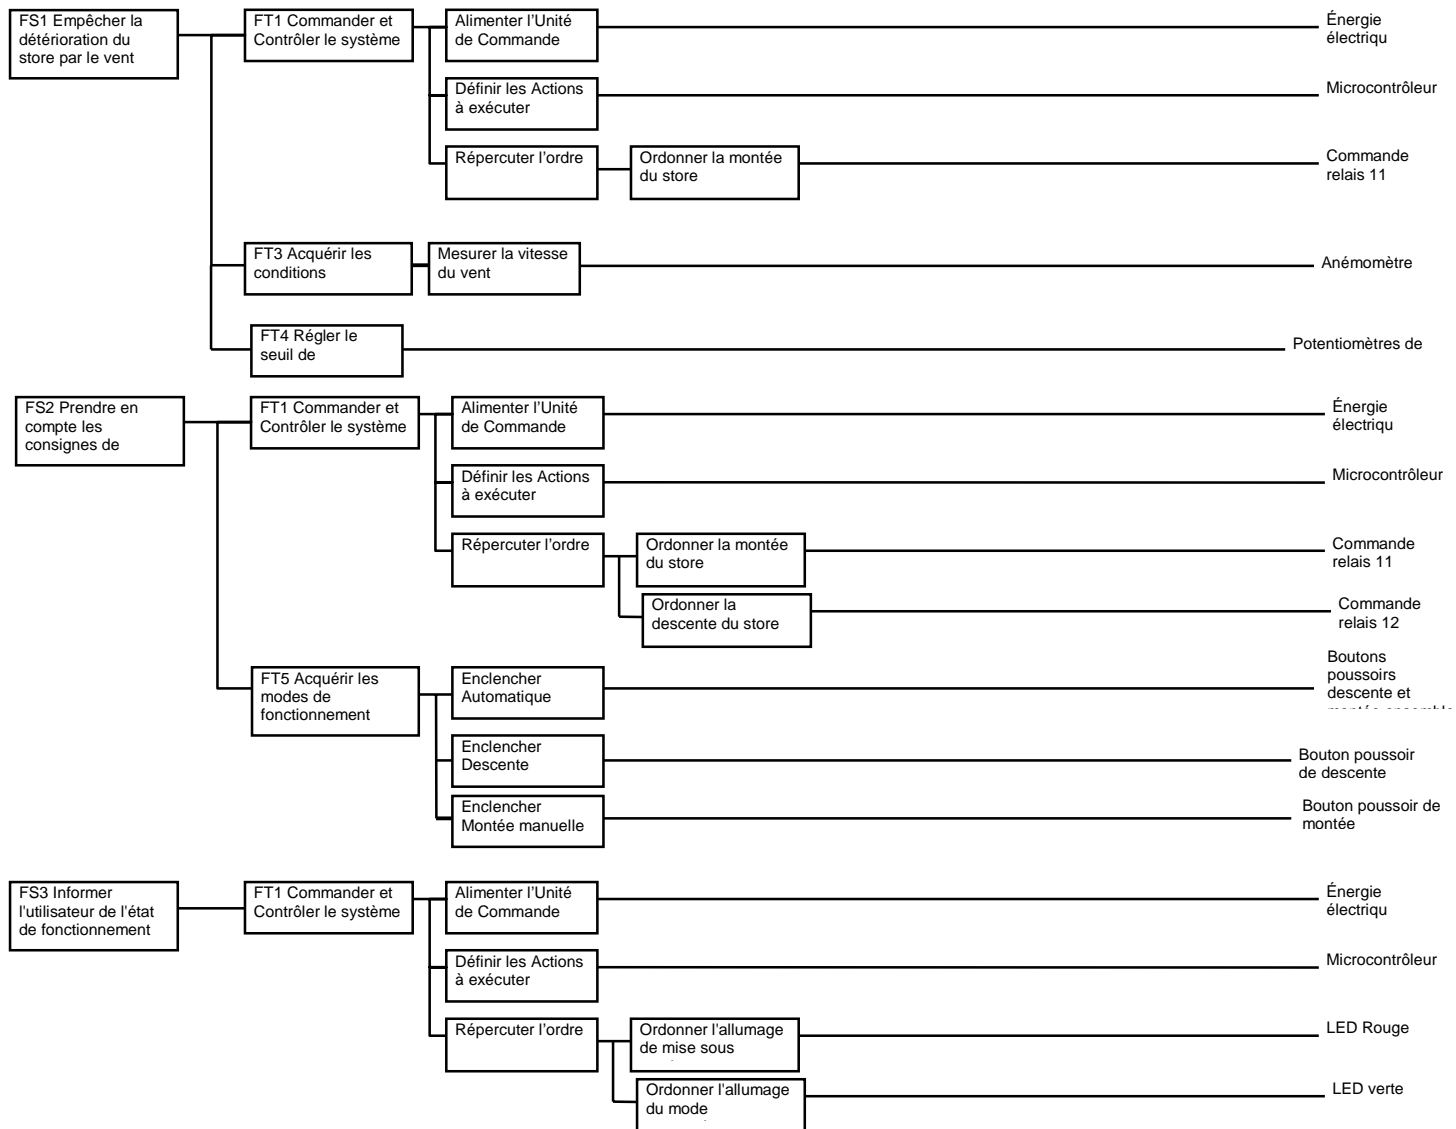 FS1 Empêcher la
détérioration du
store par le vent
FT1 Commander et
Contrôler le système
Alimenter l'Unité
de Commande
Énergie
électriqu
Définir les Actions
à exécuter
Microcontrôleur
Répercuter l'ordre
Ordonner la montée
du store
Commande
relais 11
FT3 Acquérir les
conditions
Mesurer la vitesse
du vent
Anémomètre
FT4 Régler le
seuil de
Potentiomètres de
FS2 Prendre en
compte les
consignes de
FT1 Commander et
Contrôler le système
Alimenter l'Unité
de Commande
Énergie
électriqu
Définir les Actions
à exécuter
Microcontrôleur
Répercuter l'ordre
Ordonner la montée
du store
Commande
relais 11
Ordonner la
descente du store
Commande
relais 12
FT5 Acquérir les
modes de
fonctionnement
Enclencher
Automatique
Boutons
poussoirs
descente et
Enclencher
Descente
Bouton poussoir
de descente
Enclencher
Montée manuelle
Bouton poussoir de
montée
FS3 Informer
l'utilisateur de l'état
de fonctionnement
FT1 Commander et
Contrôler le système
Alimenter l'Unité
de Commande
Énergie
électriqu
Définir les Actions
à exécuter
Microcontrôleur
Répercuter l'ordre
Ordonner l'allumage
de mise sous
LED Rouge
Ordonner l'allumage
du mode
LED verte